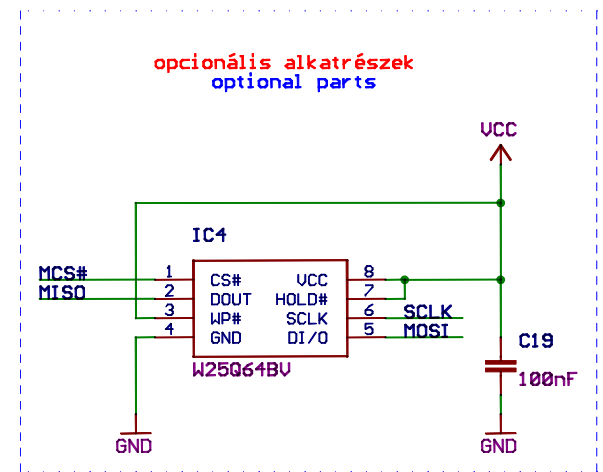 opcionális alkatrészek
optional parts
VCC
IC4
MCS# 1 CS# VCC 8
MISO 2 DOUT HOLD# 7
3 WP# SCLK 6 SCLK
4 GND DI/O 5 MOSI
W25Q64BV
C19
100nF
GND GND